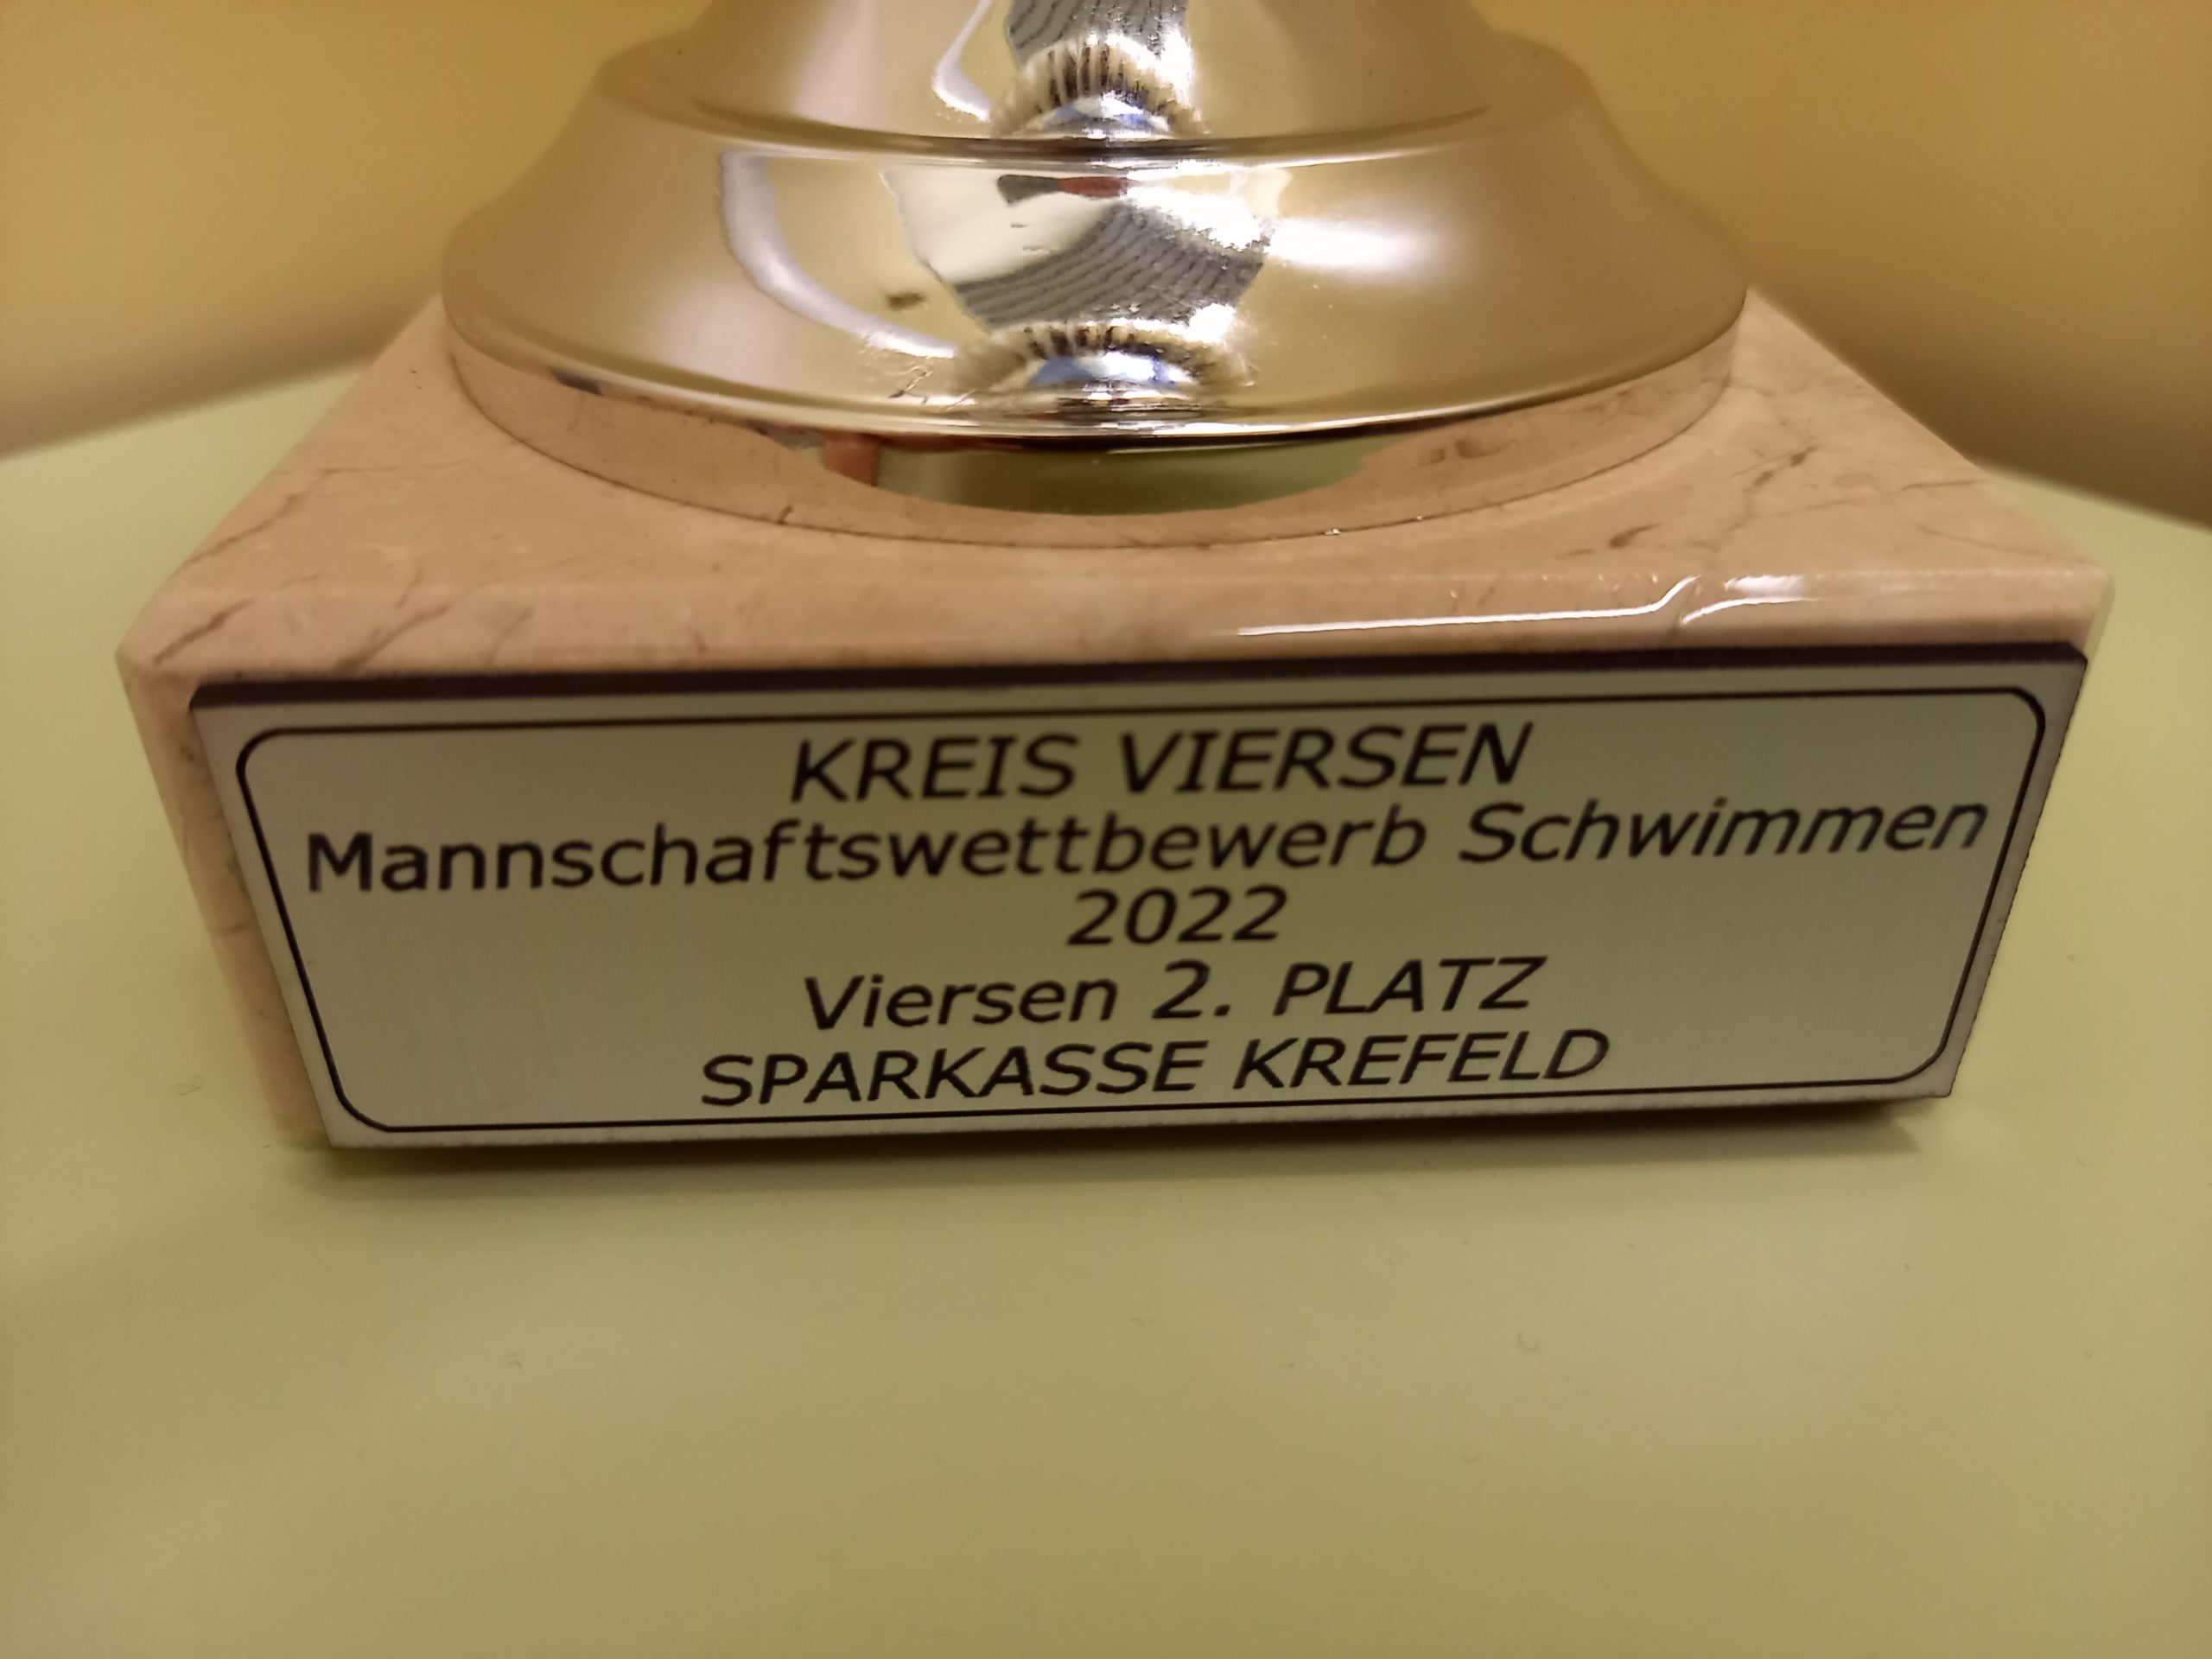 KREIS VIERSEN
Mannschaftswettbewerb Schwimmen
2022
Viersen 2. PLATZ
SPARKASSE KREFELD